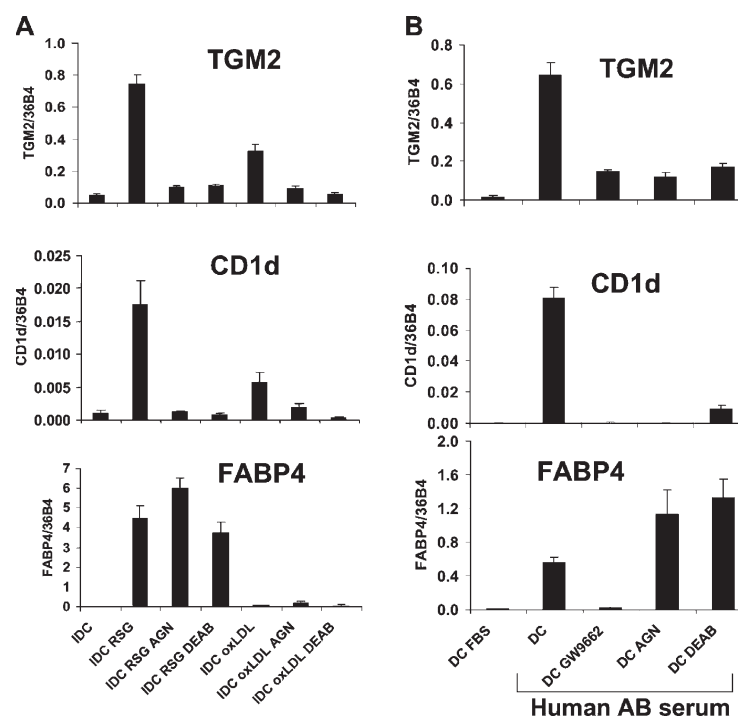 A
TGM2
TGM2/36B4
1.0
0.8
0.6
0.4
0.2
0.0
CD1d
CD1d/36B4
0.025
0.020
0.015
0.010
0.005
0.000
FABP4
FABP4/36B4
7
6
5
4
3
2
1
0
IDC
IDC RSG
IDC RSG AGN
IDC RSG DEAB
IDC oxLDL
IDC oxLDL AGN
IDC oxLDL DEAB
B
TGM2
TGM2/36B4
0.8
0.6
0.4
0.2
0.0
CD1d
CD1d/36B4
0.10
0.08
0.06
0.04
0.02
0.00
FABP4
FABP4/36B4
2.0
1.6
1.2
0.8
0.4
0.0
DC FBS
DC
DC GW9662
DC AGN
DC DEAB
Human AB serum